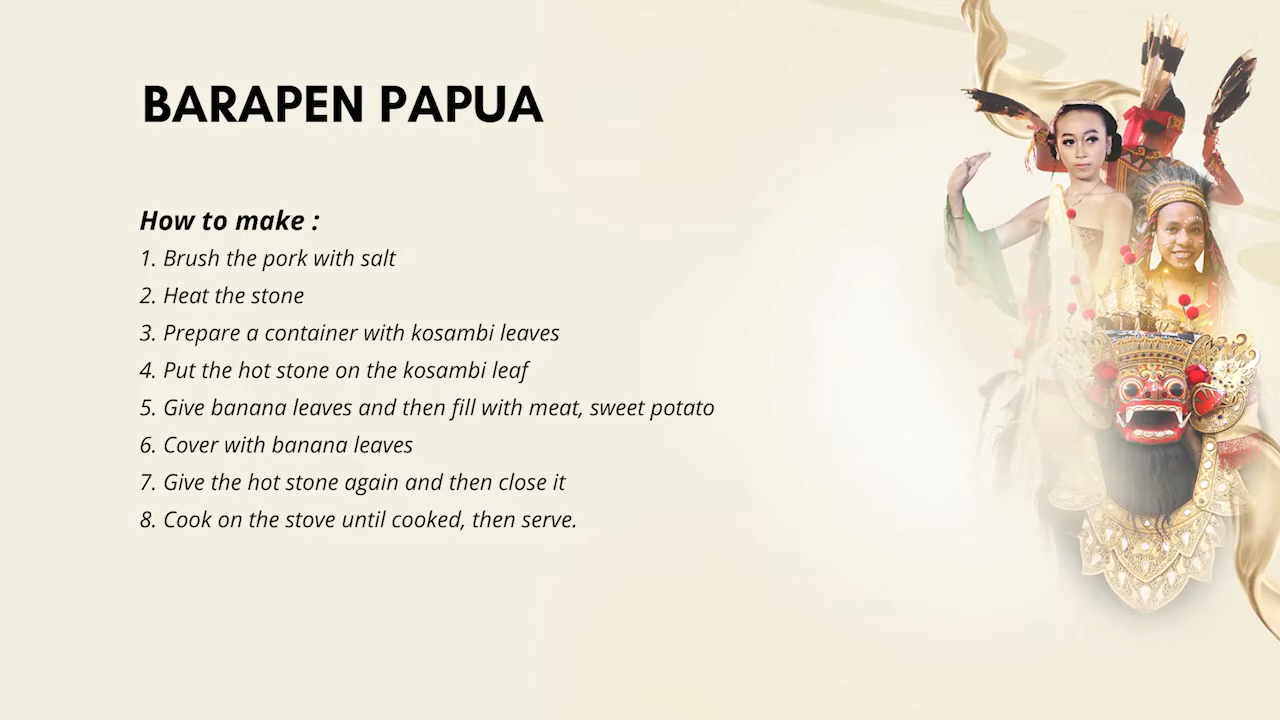 BARAPEN PAPUA
How to make :
1. Brush the pork with salt
2. Heat the stone
3. Prepare a container with kosambi leaves
4. Put the hot stone on the kosambi leaf
5. Give banana leaves and then fill with meat, sweet potato
6. Cover with banana leaves
7. Give the hot stone again and then close it
8. Cook on the stove until cooked, then serve.